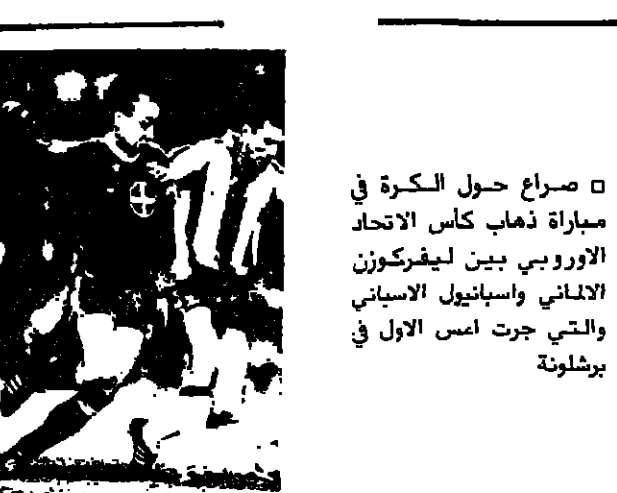 □ صراع حول الكرة في
مباراة ذهاب كأس الاتحاد
الاوروبي بين ليفركوزن
الالماني واسبانيول الاسباني
والتي جرت امس الاول في
برشلونة